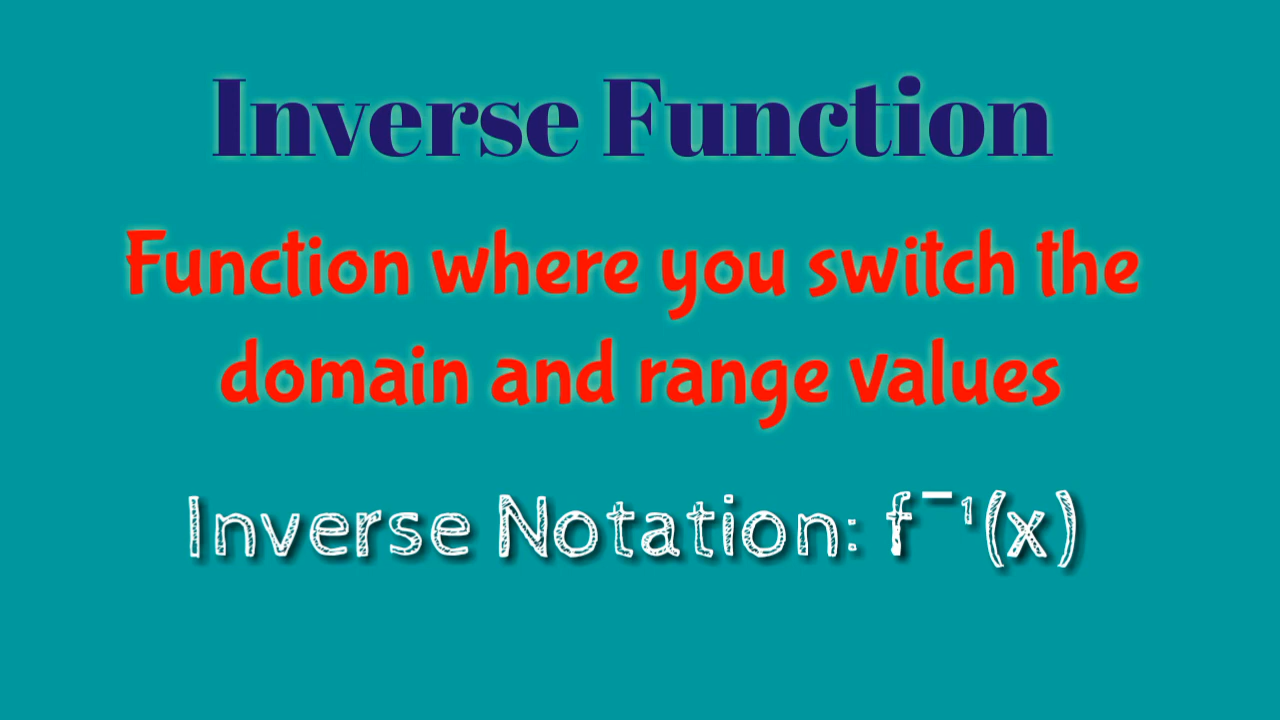 Inverse Function
Function where you switch the
domain and range values
Inverse Notation: f⁻¹(x)